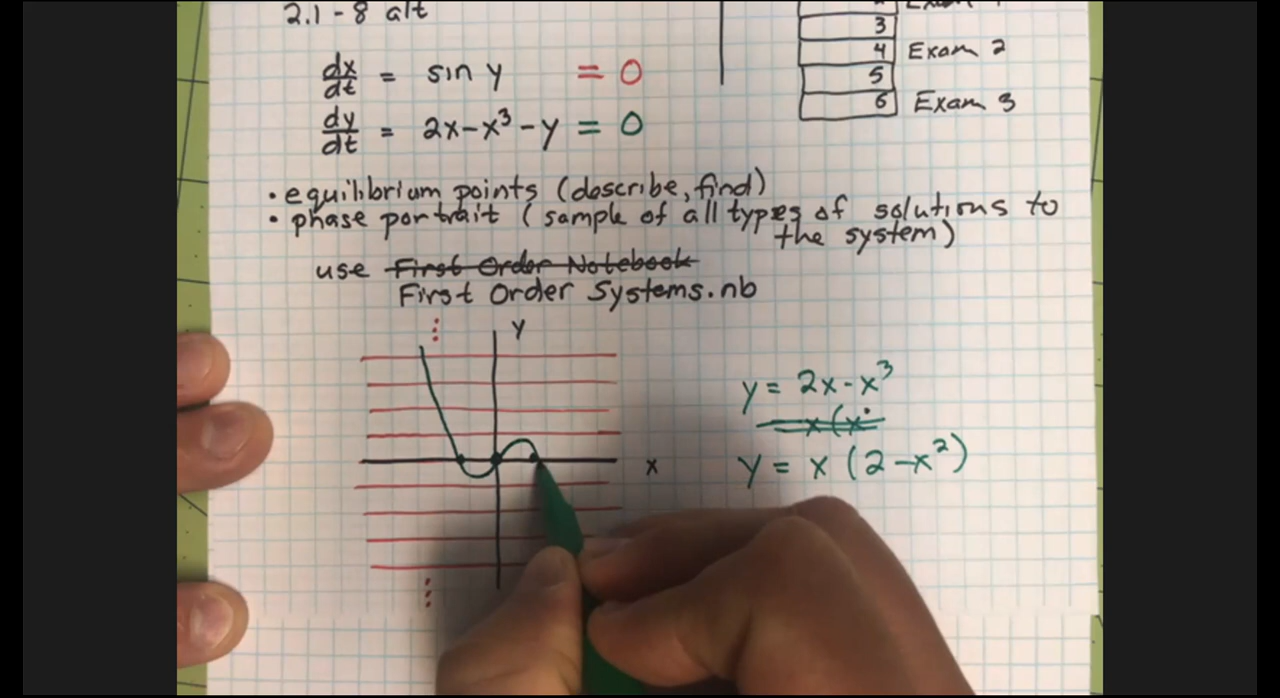 2.1 - 8 alt
dx/dt = sin y = 0
dy/dt = 2x-x³-y = 0
3
4 Exam 2
5
6 Exam 3
• equilibrium points (describe, find)
• phase portrait (sample of all types of solutions to
the system)
use First Order Notebook
First Order Systems.nb
y
x
y = 2x-x³
y = x (2-x²)